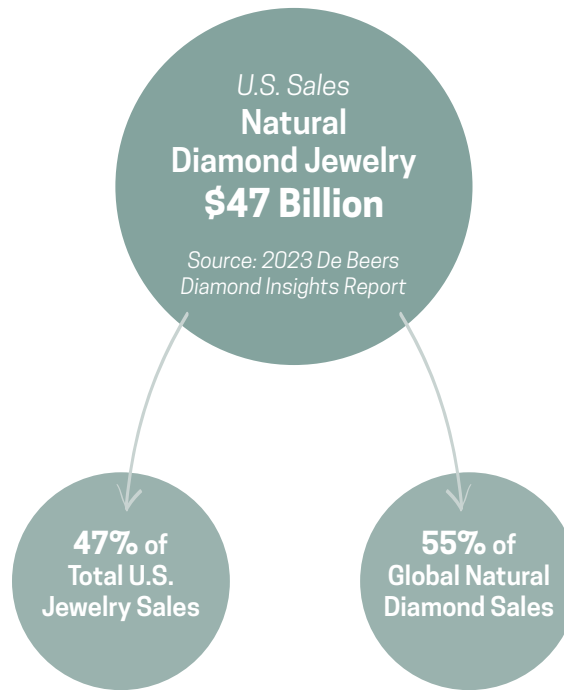 U.S. Sales
Natural
Diamond Jewelry
$47 Billion
Source: 2023 De Beers
Diamond Insights Report
47% of
Total U.S.
Jewelry Sales
55% of
Global Natural
Diamond Sales